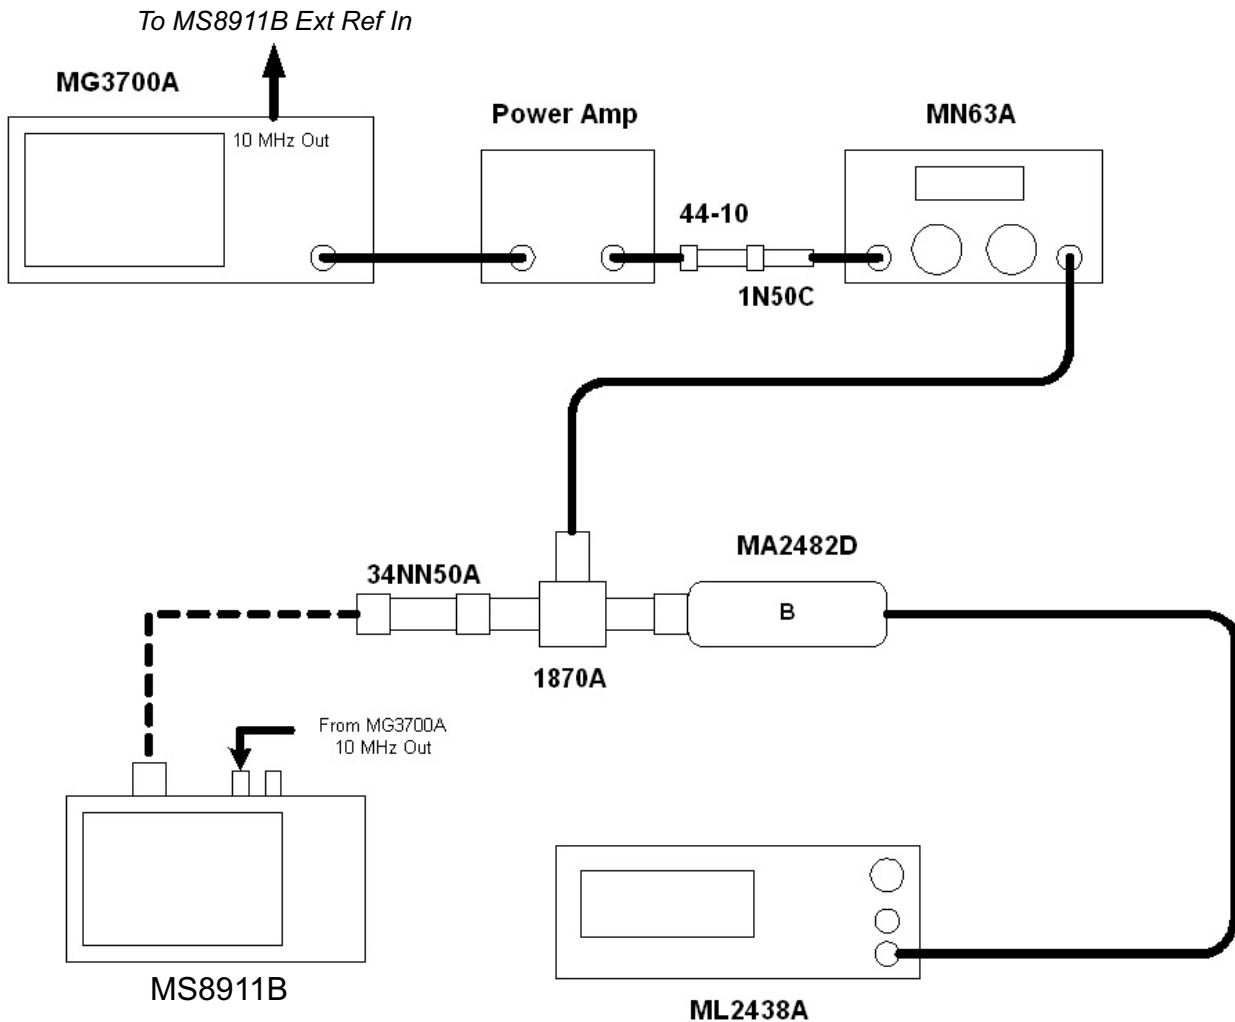 To MS8911B Ext Ref In
MG3700A
10 MHz Out
Power Amp
MN63A
44-10
1N50C
34NN50A
MA2482D
B
1870A
From MG3700A
10 MHz Out
MS8911B
ML2438A